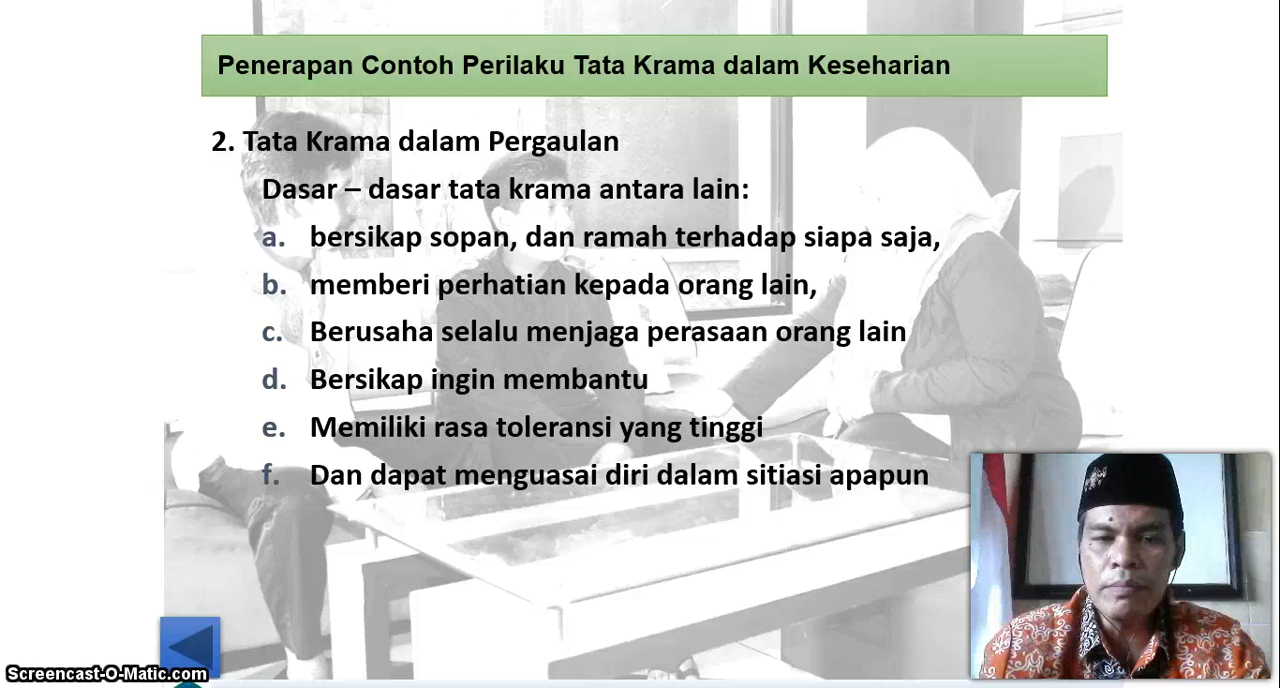 Penerapan Contoh Perilaku Tata Krama dalam Keseharian
2. Tata Krama dalam Pergaulan
Dasar – dasar tata krama antara lain:
a. bersikap sopan, dan ramah terhadap siapa saja,
b. memberi perhatian kepada orang lain,
c. Berusaha selalu menjaga perasaan orang lain
d. Bersikap ingin membantu
e. Memiliki rasa toleransi yang tinggi
f. Dan dapat menguasai diri dalam sitiasi apapun
Screencast-O-Matic.com